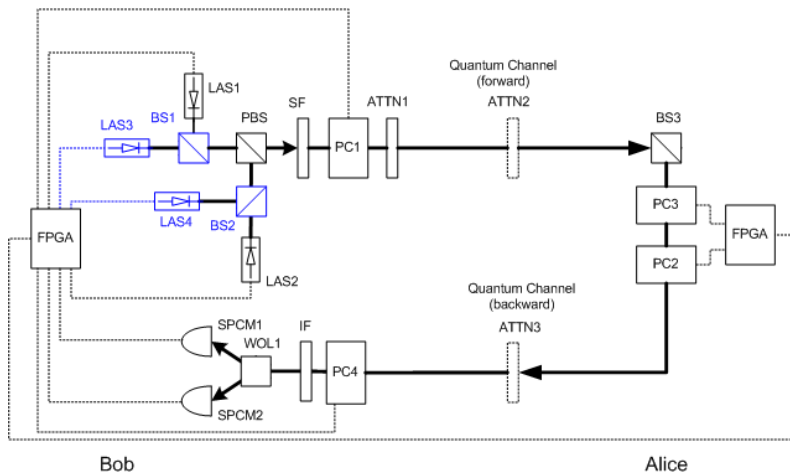 LAS1
Quantum Channel
(forward)
LAS3
BS1
PBS
SF
ATTN1
ATTN2
BS3
PC1
PC3
LAS4
BS2
FPGA
FPGA
PC2
LAS2
Quantum Channel
(backward)
SPCM1
WOL1
IF
ATTN3
PC4
SPCM2
Bob
Alice